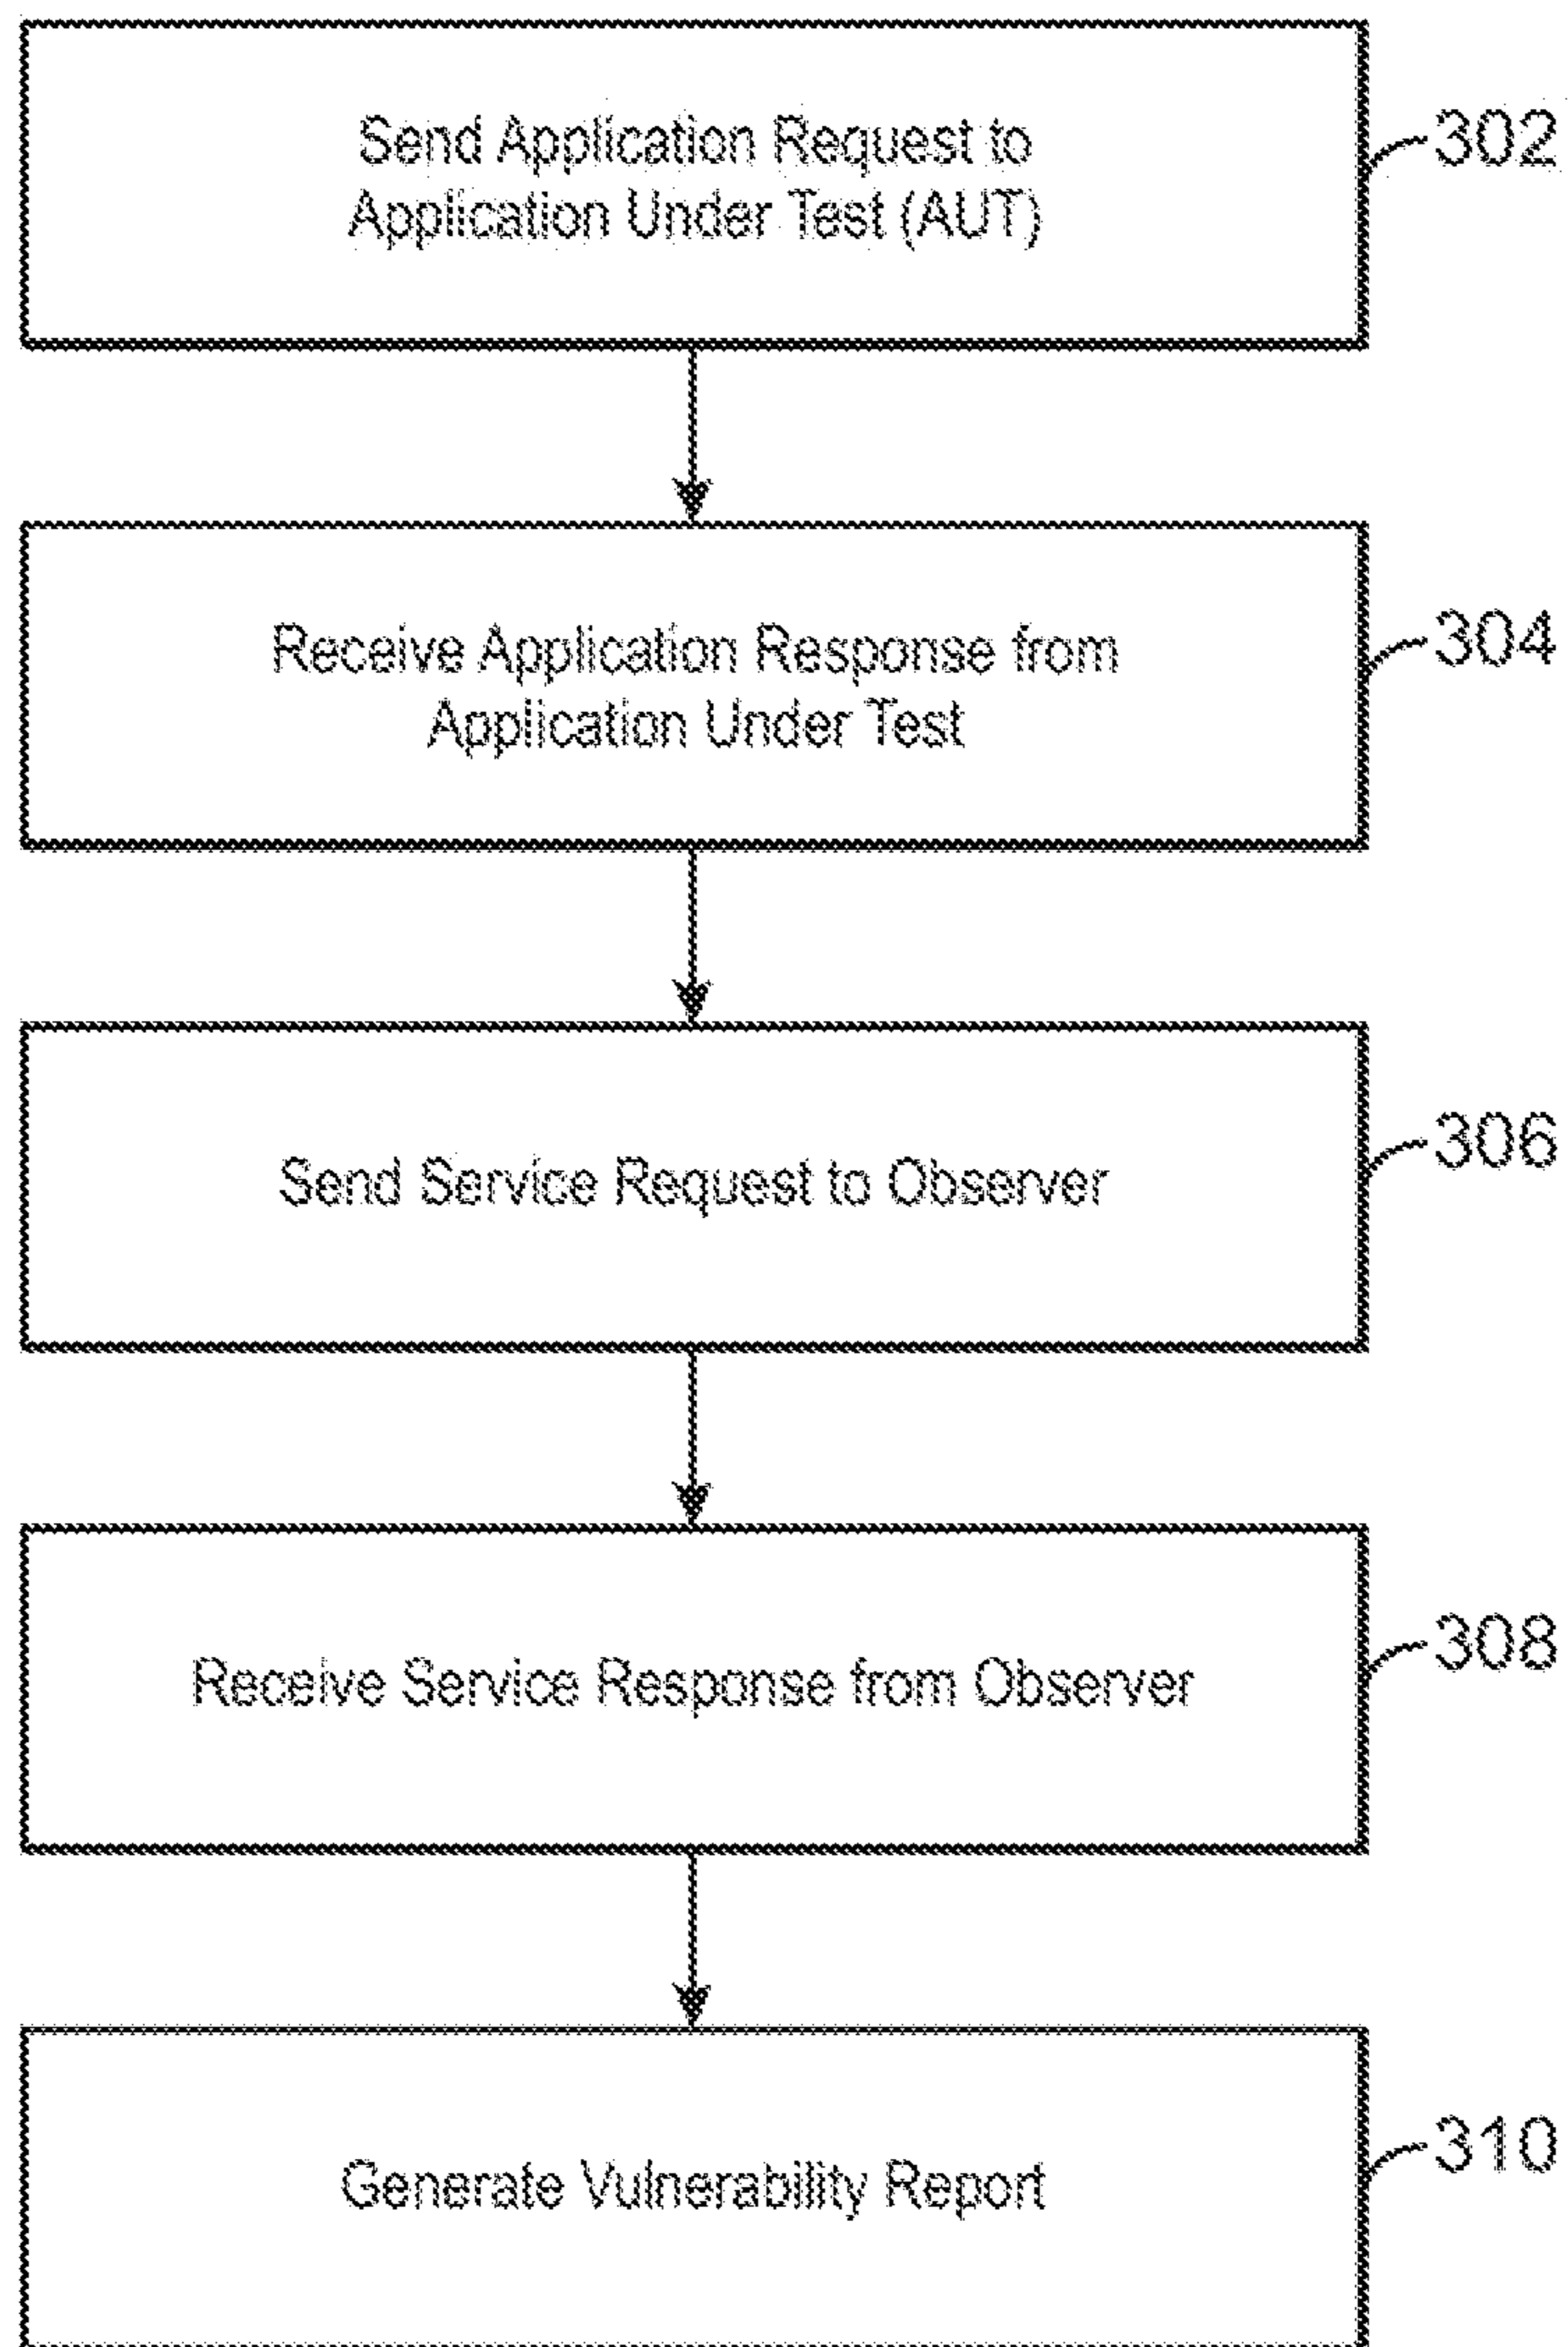 Send Application Request to
Application Under Test (AUT)
302
Receive Application Response from
Application Under Test
304
Send Service Request to Observer
306
Receive Service Response from Observer
308
Generate Vulnerability Report
310